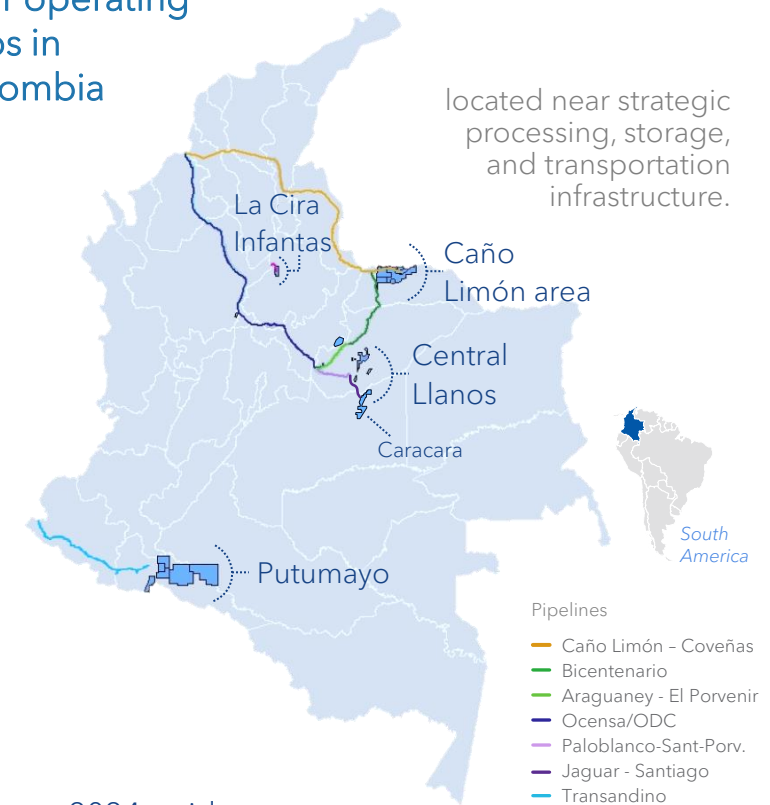 operating
s in
ombia
located near strategic
processing, storage,
and transportation
infrastructure.
La Cira
Infantas
Caño
Limón area
Central
Llanos
Caracara
Putumayo
South
America
Pipelines
Caño Limón – Coveñas
Bicentenario
Araguaney - El Porvenir
Ocensa/ODC
Paloblanco-Sant-Porv.
Jaguar - Santiago
Transandino